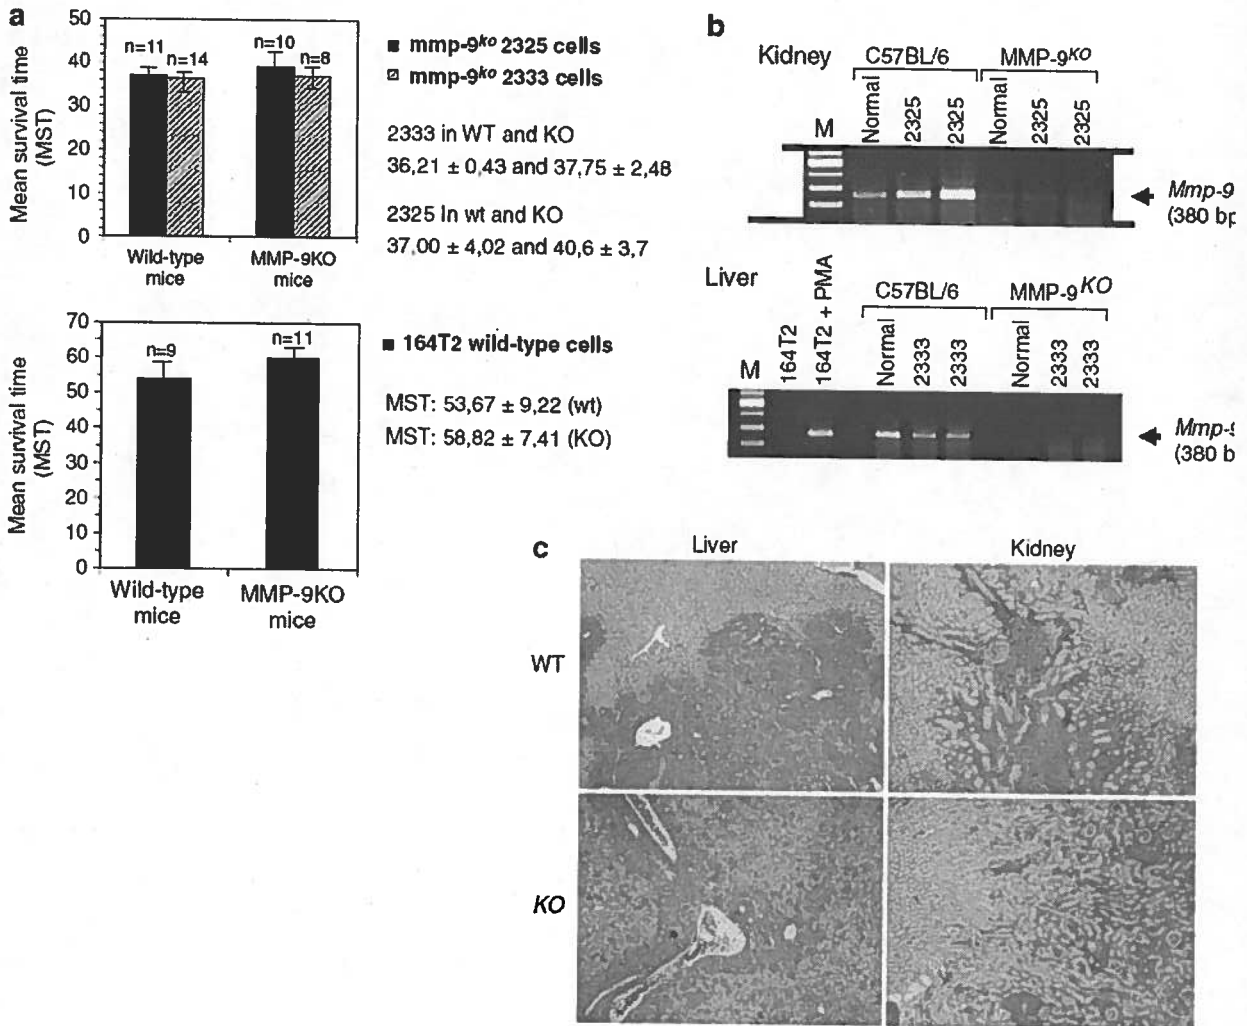 a
50
40
30
20
10
0
Mean survival time
(MST)
n=11
n=14
n=10
n=8
Wild-type
mice
MMP-9KO
mice
■ mmp-9ko 2325 cells
▨ mmp-9ko 2333 cells
2333 in WT and KO
36,21 ± 0,43 and 37,75 ± 2,48
2325 In wt and KO
37,00 ± 4,02 and 40,6 ± 3,7
70
60
50
40
30
20
10
0
Mean survival time
(MST)
n=9
n=11
Wild-type
mice
MMP-9KO
mice
■ 164T2 wild-type cells
MST: 53,67 ± 9,22 (wt)
MST: 58,82 ± 7,41 (KO)
b
Kidney
C57BL/6
MMP-9KO
M
Normal
2325
2325
Normal
2325
2325
Mmp-9
(380 bp
Liver
C57BL/6
MMP-9KO
M
164T2
164T2 + PMA
Normal
2333
2333
Normal
2333
2333
Mmp-9
(380 b
c
Liver
Kidney
WT
KO